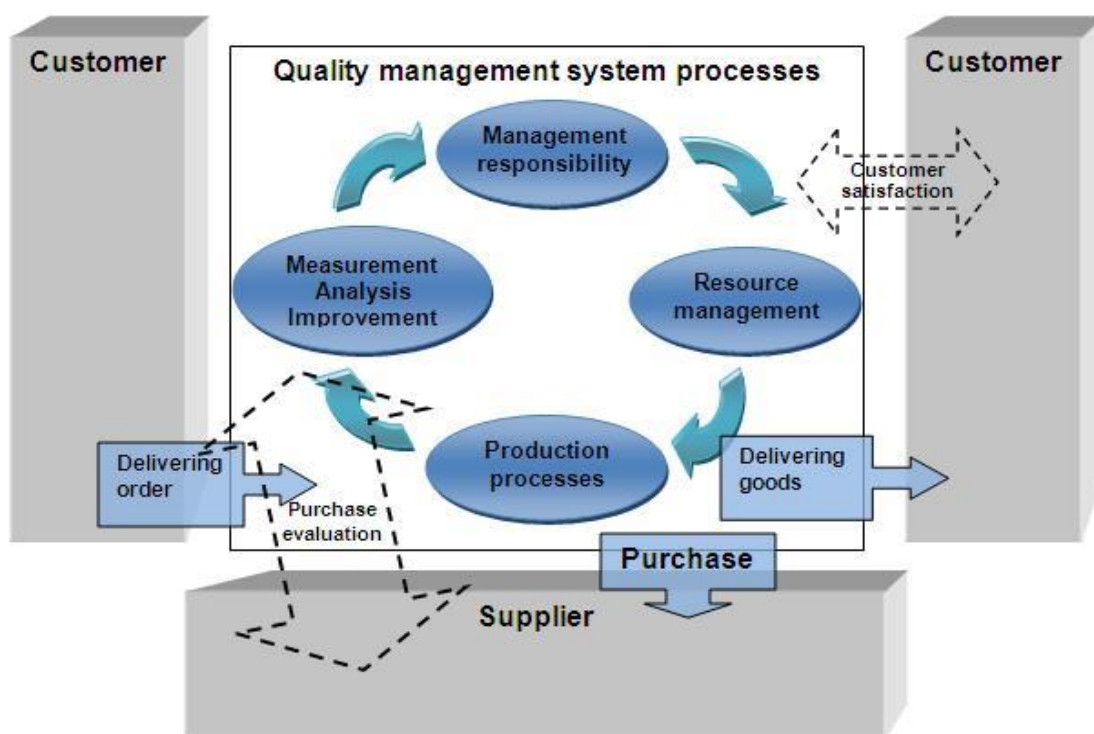 Customer
Customer
Quality management system processes
Management
responsibility
Customer
satisfaction
Measurement
Analysis
Improvement
Resource
management
Delivering
order
Purchase
evaluation
Production
processes
Delivering
goods
Purchase
Supplier